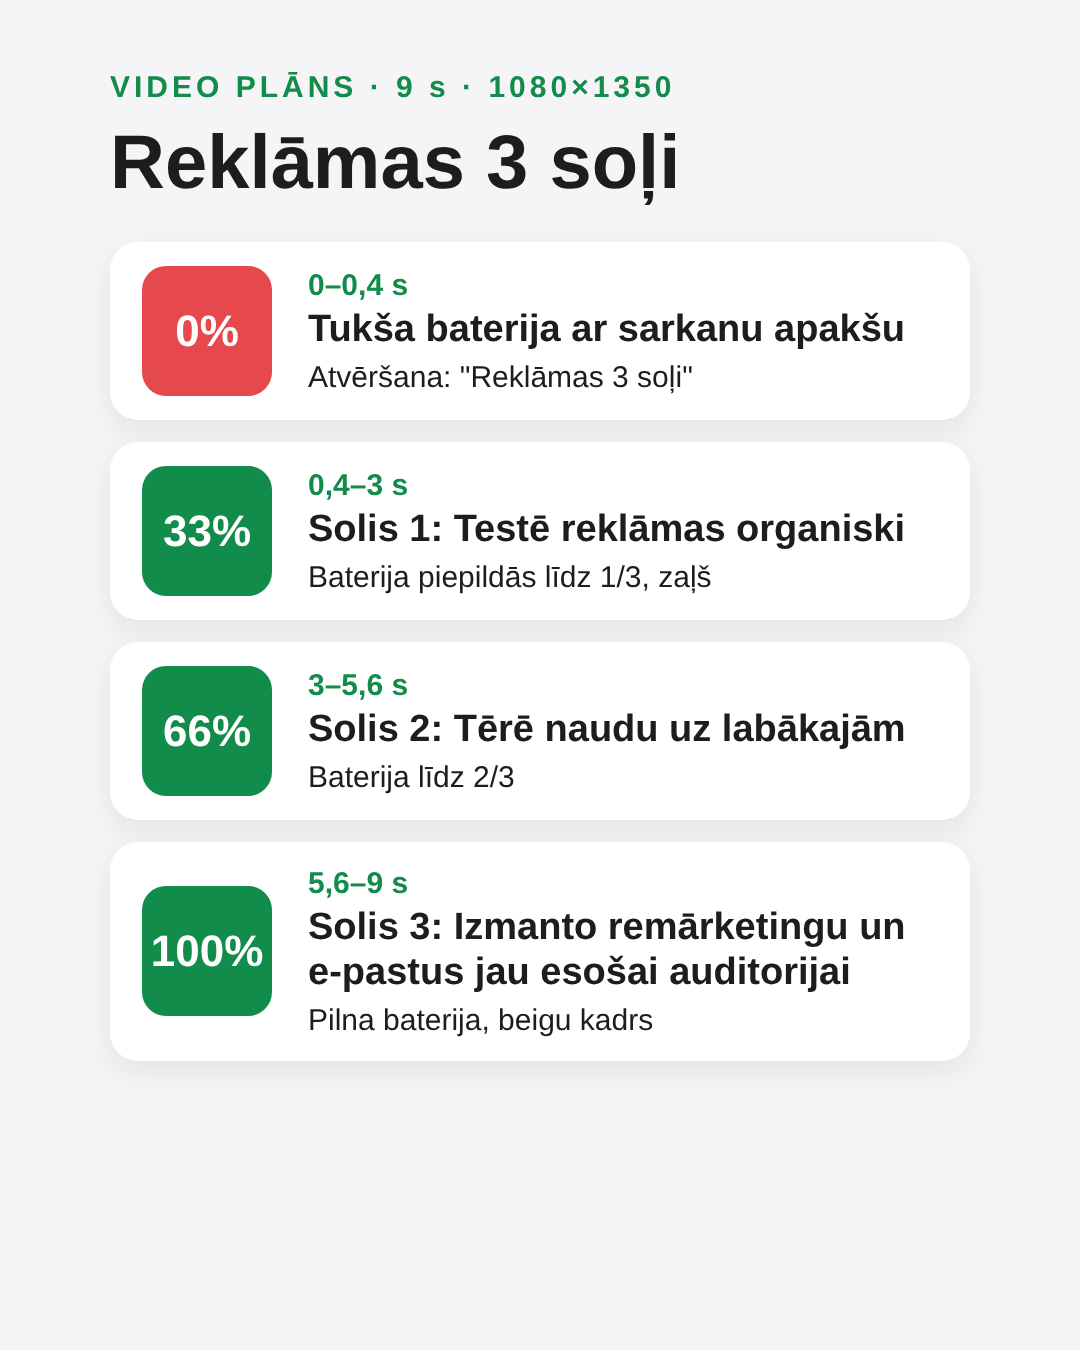 VIDEO PLĀNS · 9 s · 1080×1350
Reklāmas 3 soļi
0%
0–0,4 s
Tukša baterija ar sarkanu apakšu
Atvēršana: "Reklāmas 3 soļi"
33%
0,4–3 s
Solis 1: Testē reklāmas organiski
Baterija piepildās līdz 1/3, zaļš
66%
3–5,6 s
Solis 2: Tērē naudu uz labākajām
Baterija līdz 2/3
100%
5,6–9 s
Solis 3: Izmanto remārketingu un
e-pastus jau esošai auditorijai
Pilna baterija, beigu kadrs